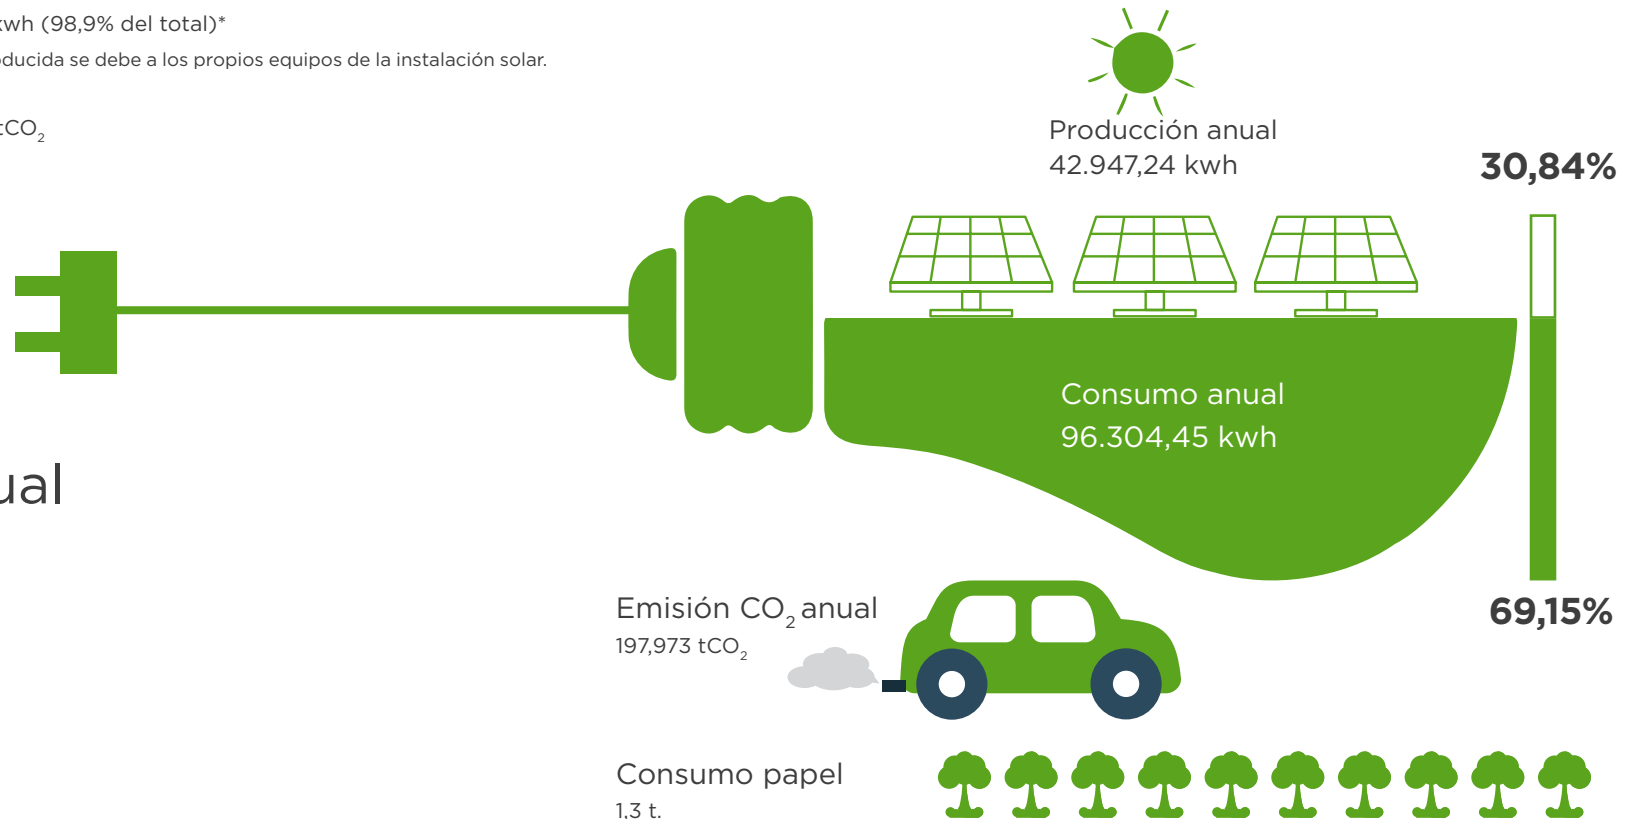 kwh (98,9% del total)*
oducida se debe a los propios equipos de la instalación solar.
tCO2
Producción anual
42.947,24 kwh
30,84%
Consumo anual
96.304,45 kwh
ual
69,15%
Emisión CO2 anual
197,973 tCO2
Consumo papel
1,3 t.